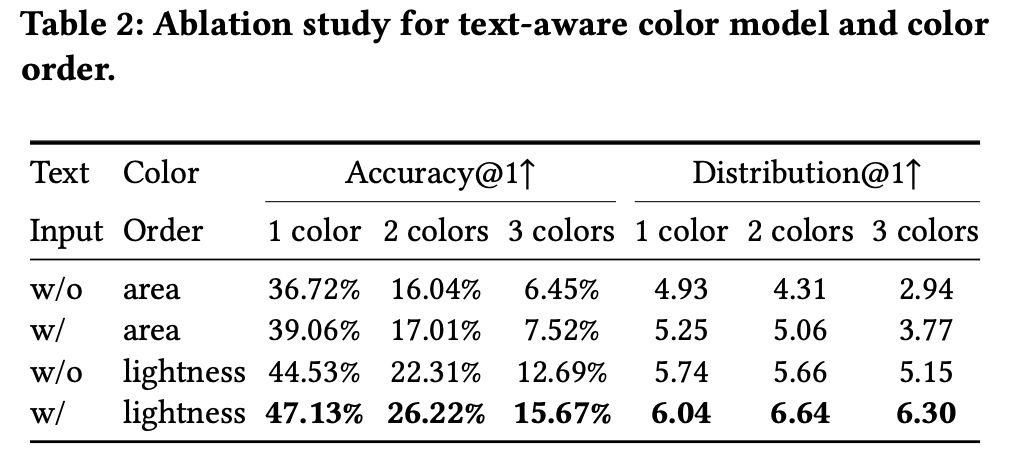 Table 2: Ablation study for text-aware color model and color
order.
Text Color Accuracy@1↑ Distribution@1↑
Input Order 1 color 2 colors 3 colors 1 color 2 colors 3 colors
w/o area 36.72% 16.04% 6.45% 4.93 4.31 2.94
w/ area 39.06% 17.01% 7.52% 5.25 5.06 3.77
w/o lightness 44.53% 22.31% 12.69% 5.74 5.66 5.15
w/ lightness 47.13% 26.22% 15.67% 6.04 6.64 6.30